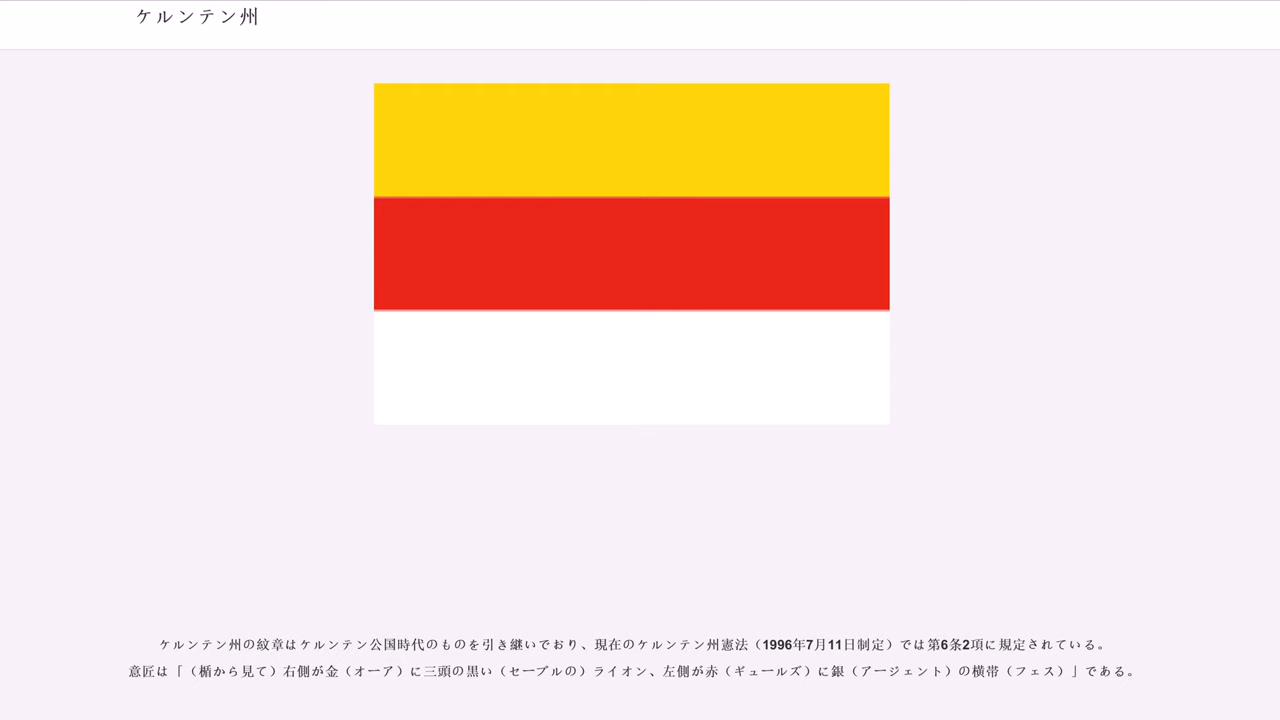 ケルンテン州
ケルンテン州の紋章はケルンテン公国時代のものを引き継いでおり、現在のケルンテン州憲法（1996年7月11日制定）では第6条2項に規定されている。
意匠は「（楯から見て）右側が金（オーア）に三頭の黒い（セーブルの）ライオン、左側が赤（ギュールズ）に銀（アージェント）の横帯（フェス）」である。